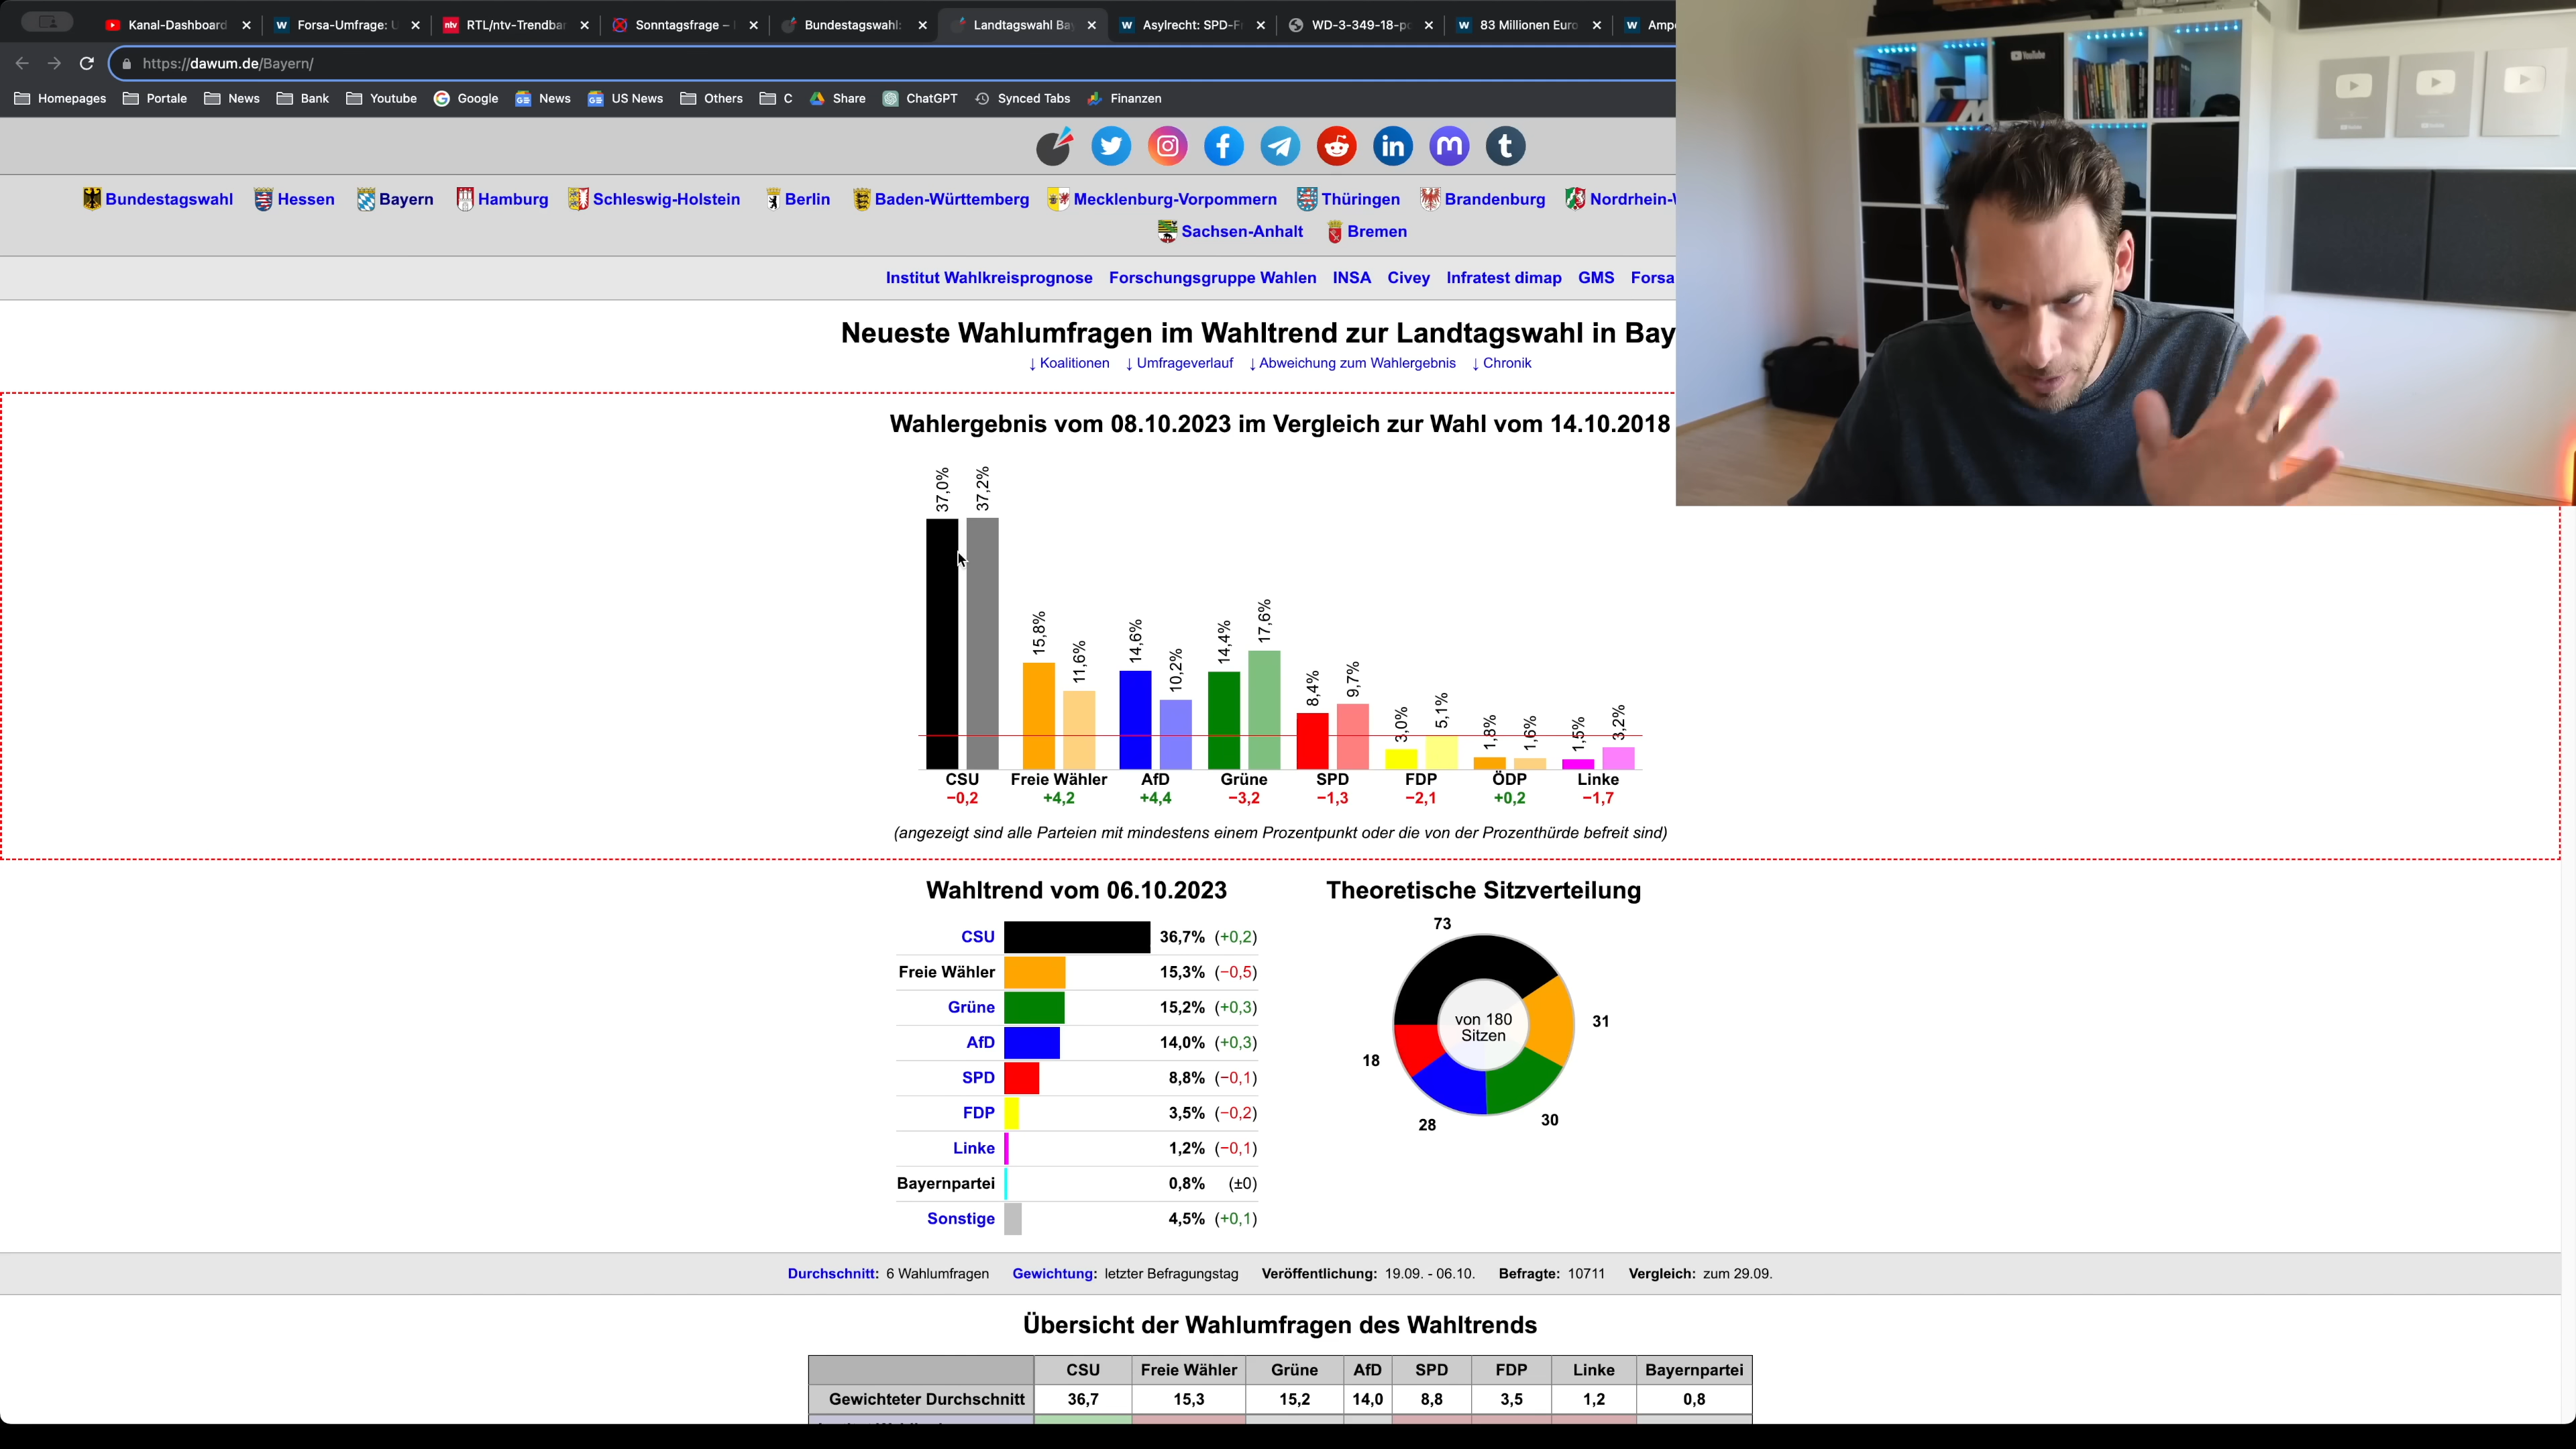 Kanal-Dashboard
Forsa-Umfrage:
ntv RTL/ntv-Trendba
Sonntagsfrage –
Bundestagswahl:
Landtagswahl Ba
Asylrecht: SPD-F
WD-3-349-18-p
83 Millionen Euro
Amp
https://dawum.de/Bayern/
Homepages Portale News Bank Youtube Google News US News Others C Share ChatGPT Synced Tabs Finanzen
Bundestagswahl Hessen Bayern Hamburg Schleswig-Holstein Berlin Baden-Württemberg Mecklenburg-Vorpommern Thüringen Brandenburg Nordrhein-
Sachsen-Anhalt Bremen
Institut Wahlkreisprognose Forschungsgruppe Wahlen INSA Civey Infratest dimap GMS Forsa
Neueste Wahlumfragen im Wahltrend zur Landtagswahl in Bay
↓ Koalitionen ↓ Umfrageverlauf ↓ Abweichung zum Wahlergebnis ↓ Chronik
Wahlergebnis vom 08.10.2023 im Vergleich zur Wahl vom 14.10.2018
37,0% 37,2% 15,8% 11,6% 14,6% 10,2% 14,4% 17,6% 8,4% 9,7% 3,0% 5,1% 1,8% 1,6% 1,5% 3,2%
CSU Freie Wähler AfD Grüne SPD FDP ÖDP Linke
−0,2 +4,2 +4,4 −3,2 −1,3 −2,1 +0,2 −1,7
(angezeigt sind alle Parteien mit mindestens einem Prozentpunkt oder die von der Prozenthürde befreit sind)
Wahltrend vom 06.10.2023
CSU 36,7% (+0,2)
Freie Wähler 15,3% (−0,5)
Grüne 15,2% (+0,3)
AfD 14,0% (+0,3)
SPD 8,8% (−0,1)
FDP 3,5% (−0,2)
Linke 1,2% (−0,1)
Bayernpartei 0,8% (±0)
Sonstige 4,5% (+0,1)
Theoretische Sitzverteilung
73
31
30
28
18
von 180
Sitzen
Durchschnitt: 6 Wahlumfragen Gewichtung: letzter Befragungstag Veröffentlichung: 19.09. - 06.10. Befragte: 10711 Vergleich: zum 29.09.
Übersicht der Wahlumfragen des Wahltrends
CSU Freie Wähler Grüne AfD SPD FDP Linke Bayernpartei
Gewichteter Durchschnitt 36,7 15,3 15,2 14,0 8,8 3,5 1,2 0,8
YouTube